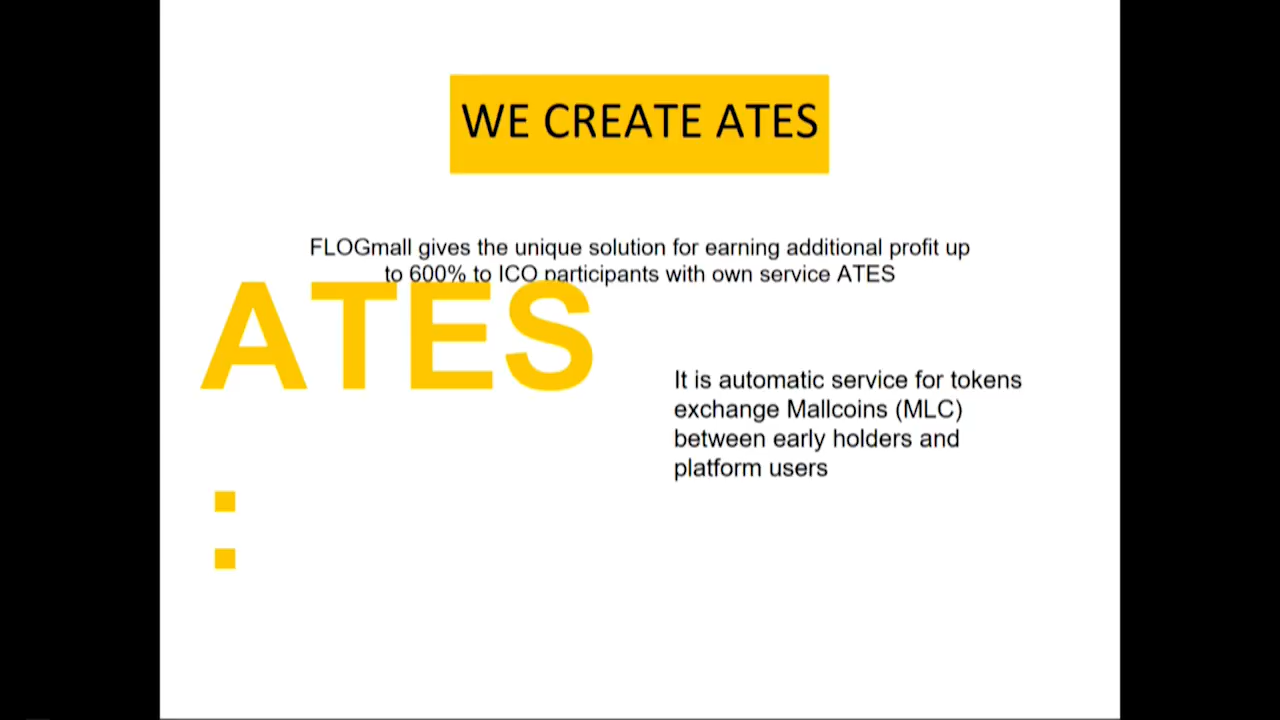 WE CREATE ATES
FLOGmall gives the unique solution for earning additional profit up
to 600% to ICO participants with own service ATES
ATES
:
It is automatic service for tokens
exchange Mallcoins (MLC)
between early holders and
platform users